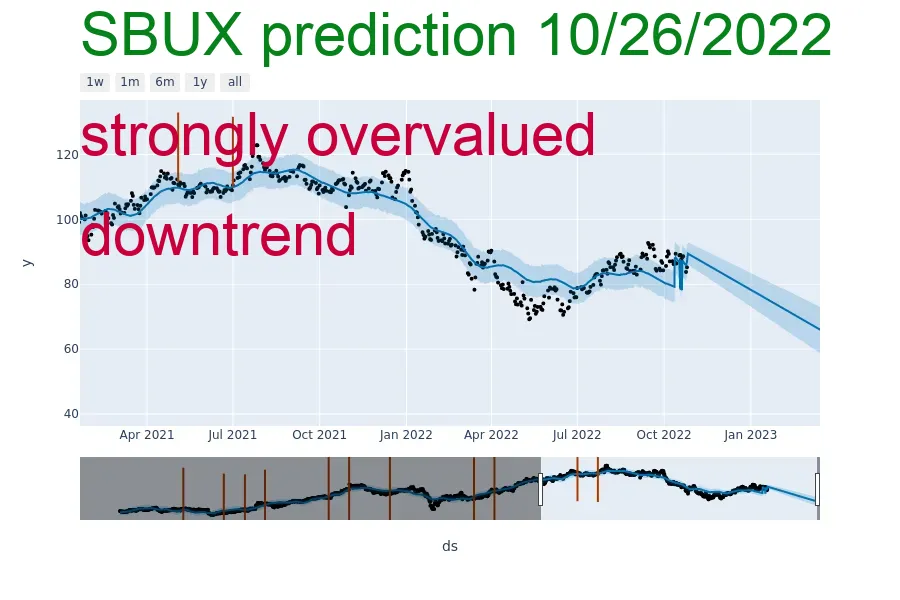 SBUX prediction 10/26/2022
1w 1m 6m 1y all
strongly overvalued
downtrend
120
100
80
60
40
y
Apr 2021 Jul 2021 Oct 2021 Jan 2022 Apr 2022 Jul 2022 Oct 2022 Jan 2023
ds